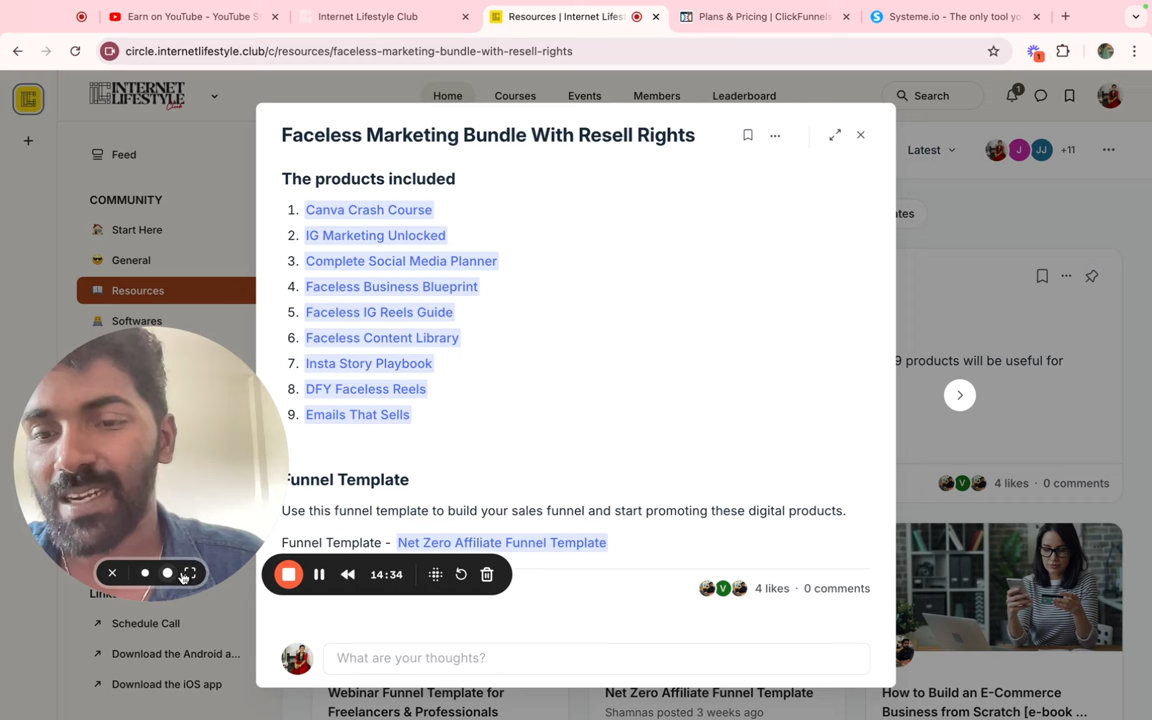 Earn on YouTube - YouTube S
Internet Lifestyle Club
Resources | Internet Lifest
Plans & Pricing | ClickFunnels
Systeme.io - The only tool yo
circle.internetlifestyle.club/c/resources/faceless-marketing-bundle-with-resell-rights
1
INTERNET
LIFESTYLE
Club
Home
Courses
Events
Members
Leaderboard
Search
1
Feed
COMMUNITY
Start Here
General
Resources
Softwares
Schedule Call
Download the Android a...
Download the iOS app
Latest
J
JJ
+11
ates
Faceless Marketing Bundle With Resell Rights
The products included
1. Canva Crash Course
2. IG Marketing Unlocked
3. Complete Social Media Planner
4. Faceless Business Blueprint
5. Faceless IG Reels Guide
6. Faceless Content Library
7. Insta Story Playbook
8. DFY Faceless Reels
9. Emails That Sells
Funnel Template
Use this funnel template to build your sales funnel and start promoting these digital products.
Funnel Template - Net Zero Affiliate Funnel Template
14:34
V
4 likes · 0 comments
What are your thoughts?
9 products will be useful for
V
4 likes · 0 comments
Webinar Funnel Template for
Freelancers & Professionals
Net Zero Affiliate Funnel Template
Shamnas posted 3 weeks ago
How to Build an E-Commerce
Business from Scratch [e-book ...